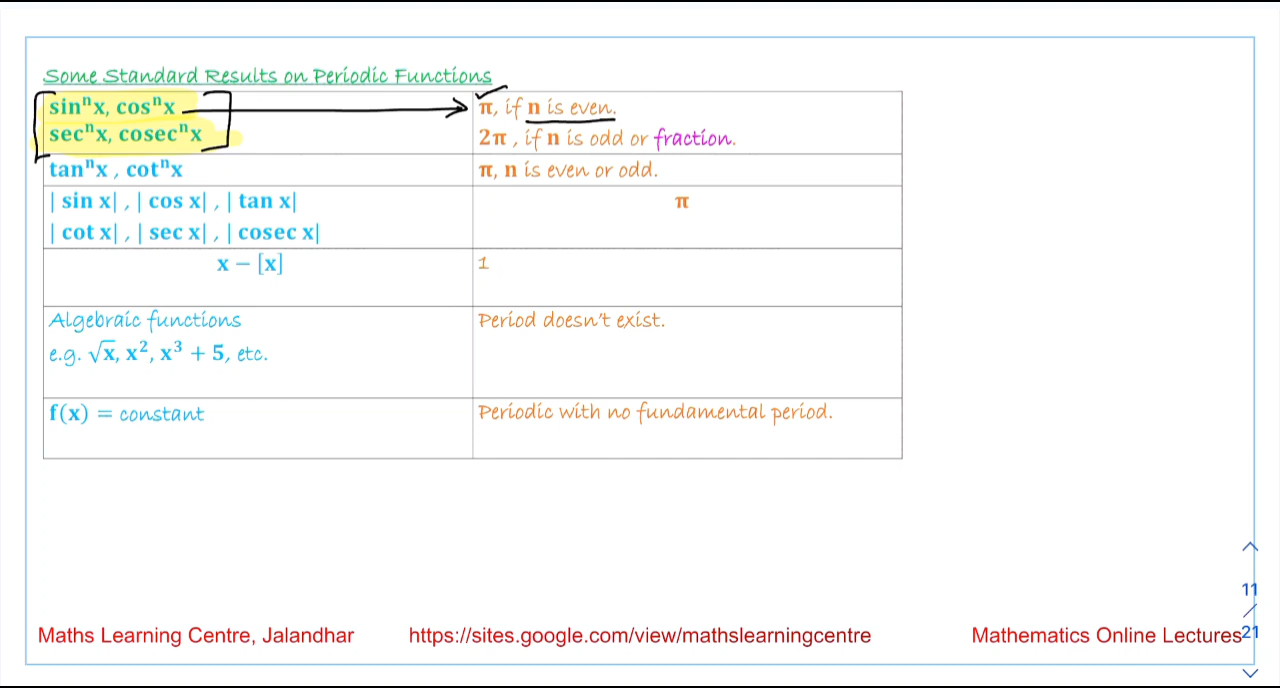 Some Standard Results on Periodic Functions
sinⁿx, cosⁿx
secⁿx, cosecⁿx
π, if n is even.
2π , if n is odd or fraction.
tanⁿx , cotⁿx
π, n is even or odd.
| sin x| , | cos x| , | tan x|
| cot x| , | sec x| , | cosec x|
π
x − [x]
1
Algebraic functions
e.g. √x, x², x³ + 5, etc.
Period doesn't exist.
f(x) = constant
Periodic with no fundamental period.
11
/
21
Maths Learning Centre, Jalandhar
https://sites.google.com/view/mathslearningcentre
Mathematics Online Lectures